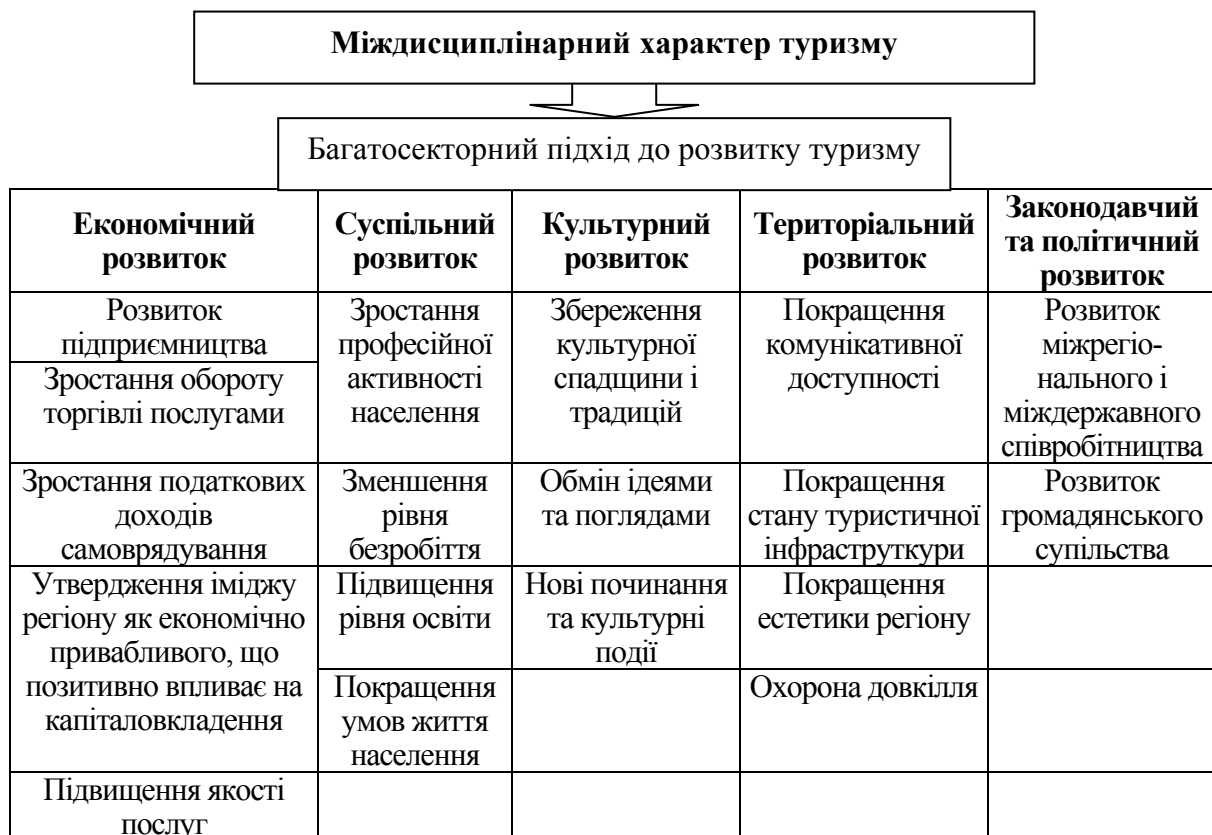 Міждисциплінарний характер туризму
Багатосекторний підхід до розвитку туризму
Економічний
розвиток
Суспільний
розвиток
Культурний
розвиток
Територіальний
розвиток
Законодавчий
та політичний
розвиток
Розвиток
підприємництва
Зростання обороту
торгівлі послугами
Зростання
професійної
активності
населення
Збереження
культурної
спадщини і
традицій
Покращення
комунікативної
доступності
Розвиток
міжрегіо-
нального і
міждержавного
співробітництва
Зростання податкових
доходів
самоврядування
Зменшення
рівня
безробіття
Обмін ідеями
та поглядами
Покращення
стану туристичної
інфраструткури
Розвиток
громадянського
супільства
Утвердження іміджу
регіону як економічно
привабливого, що
позитивно впливає на
капіталовкладення
Підвищення
рівня освіти
Нові починання
та культурні
події
Покращення
естетики регіону
Покращення
умов життя
населення
Охорона довкілля
Підвищення якості
послуг